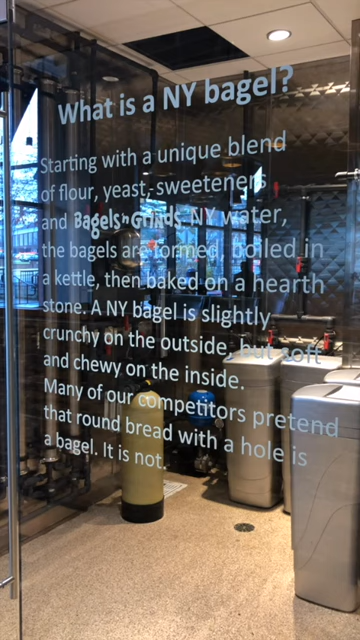 What is a NY bagel?
Starting with a unique blend
of flour, yeast, sweeteners
and Bagels n Grinds NY water,
the bagels are formed, boiled in
a kettle, then baked on a hearth
stone. A NY bagel is slightly
crunchy on the outside, but soft
and chewy on the inside.
Many of our competitors pretend
that round bread with a hole is
a bagel. It is not.